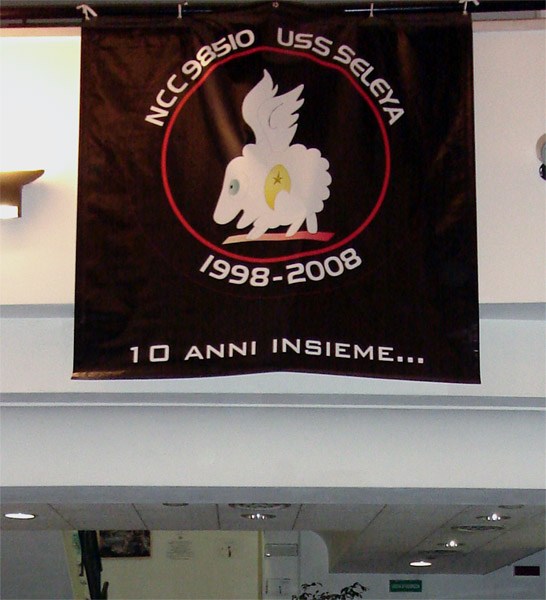 NCC 98510 USS SELEYA
1998-2008
10 ANNI INSIEME...